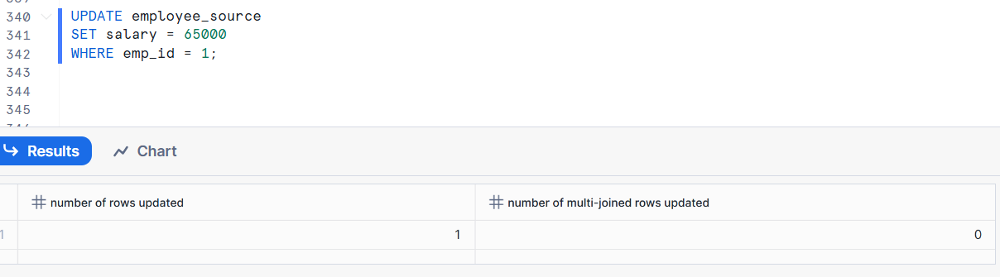 340 UPDATE employee_source
341 SET salary = 65000
342 WHERE emp_id = 1;
343
344
345
Results Chart
number of rows updated number of multi-joined rows updated
1 1 0